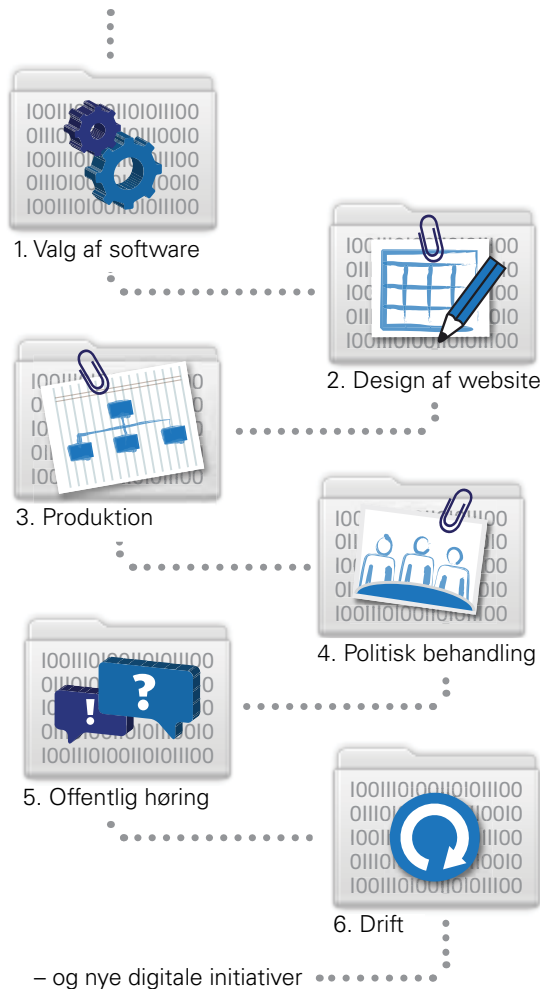 1. Valg af software
2. Design af website
3. Produktion
4. Politisk behandling
! ?
5. Offentlig høring
6. Drift
– og nye digitale initiativer